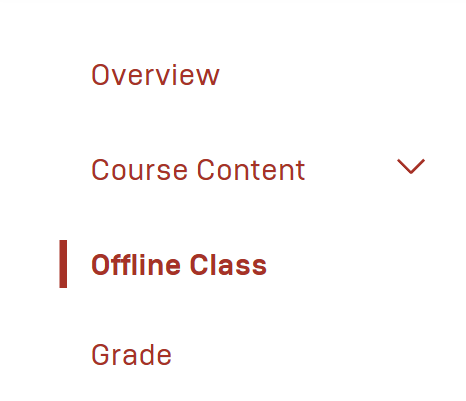 Overview
Course Content
Offline Class
Grade